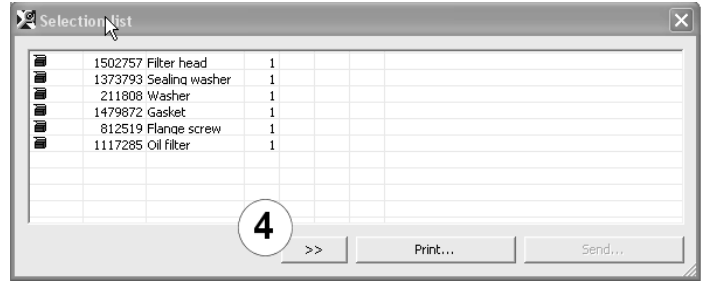 Selection list
1502757 Filter head 1
1373793 Sealing washer 1
211808 Washer 1
1479872 Gasket 1
812519 Flange screw 1
1117285 Oil filter 1
4
>> Print... Send...